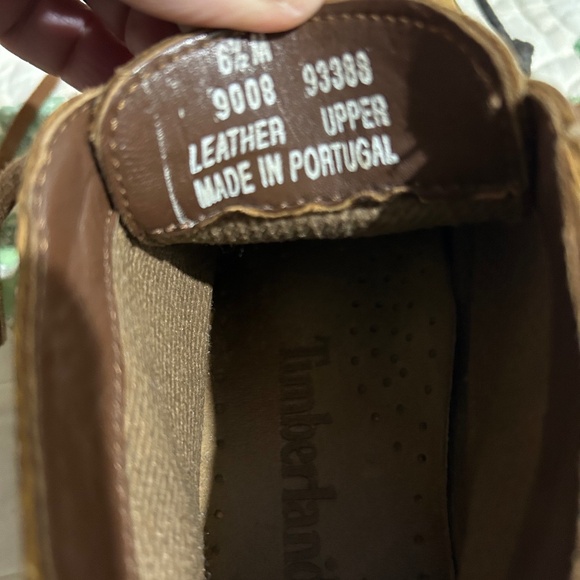 6½M
9008 93388
LEATHER UPPER
MADE IN PORTUGAL
Timberland